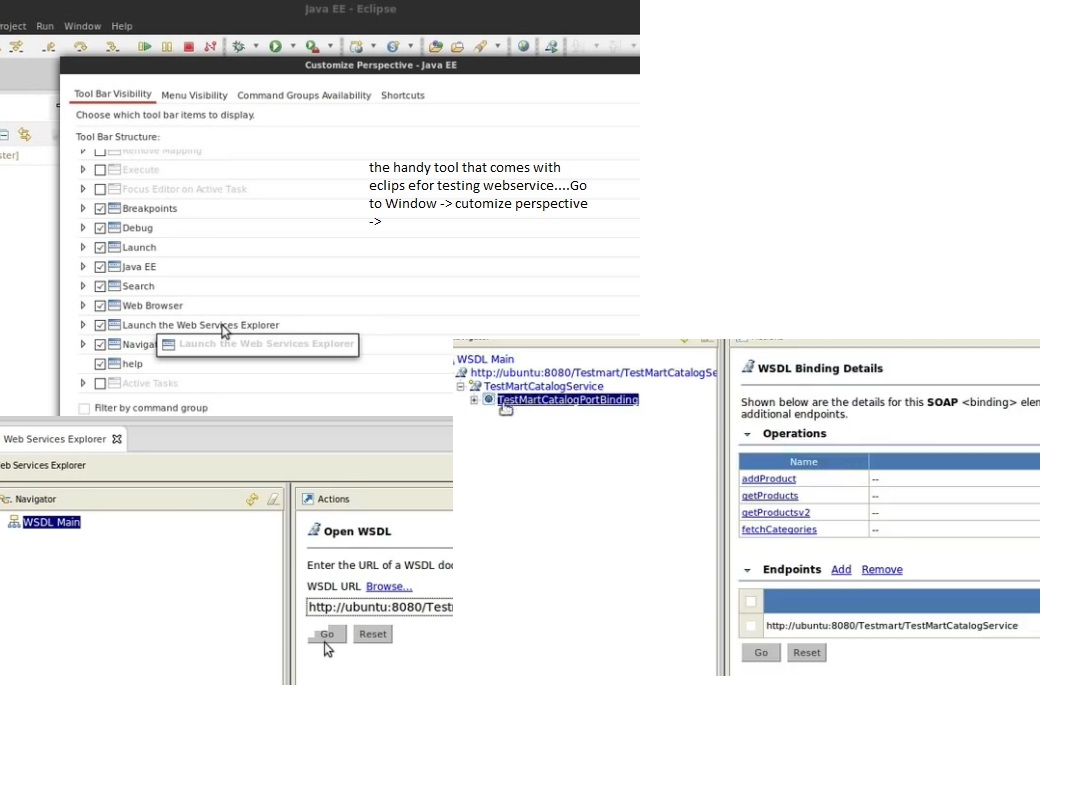 Java EE - Eclipse
roject Run Window Help
Customize Perspective - Java EE
Tool Bar Visibility Menu Visibility Command Groups Availability Shortcuts
Choose which tool bar items to display.
Tool Bar Structure:
Remove Mapping
Execute
Focus Editor on Active Task
Breakpoints
Debug
Launch
Java EE
Search
Web Browser
Launch the Web Services Explorer
Navigat
Launch the Web Services Explorer
help
Active Tasks
Filter by command group
ster]
the handy tool that comes with
eclips efor testing webservice....Go
to Window -> cutomize perspective
->
Web Services Explorer
eb Services Explorer
Navigator
WSDL Main
Actions
Open WSDL
Enter the URL of a WSDL doc
WSDL URL Browse...
http://ubuntu:8080/Test
Go Reset
WSDL Main
http://ubuntu:8080/Testmart/TestMartCatalogSe
TestMartCatalogService
TestMartCatalogPortBinding
WSDL Binding Details
Shown below are the details for this SOAP <binding> elem
additional endpoints.
Operations
Name
addProduct --
getProducts --
getProductsv2 --
fetchCategories --
Endpoints Add Remove
http://ubuntu:8080/Testmart/TestMartCatalogService
Go Reset